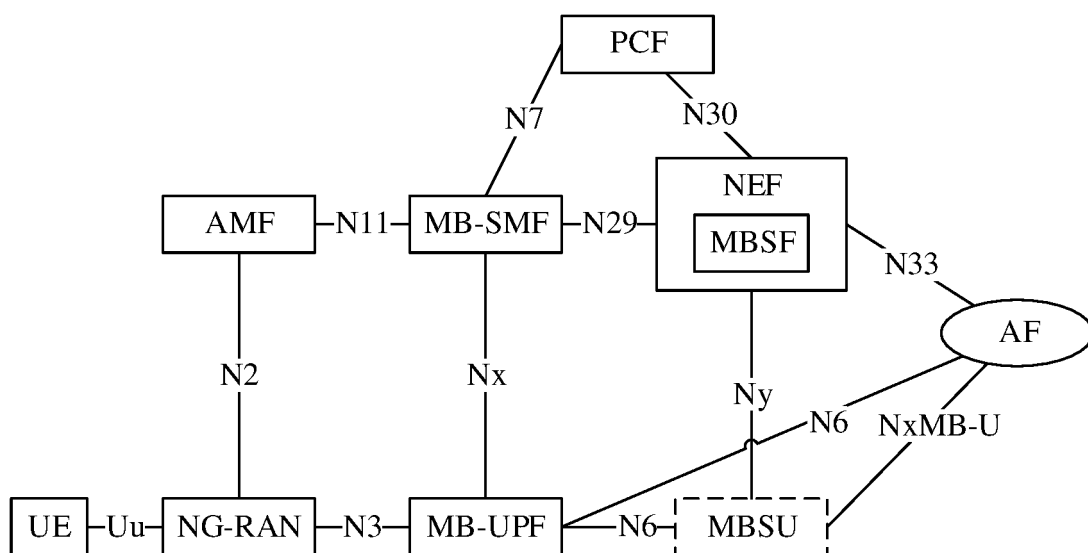 PCF
N7
N30
NEF
AMF
N11
MB-SMF
N29
MBSF
N33
AF
N2
Nx
Ny
N6
NxMB-U
UE
Uu
NG-RAN
N3
MB-UPF
N6
MBSU